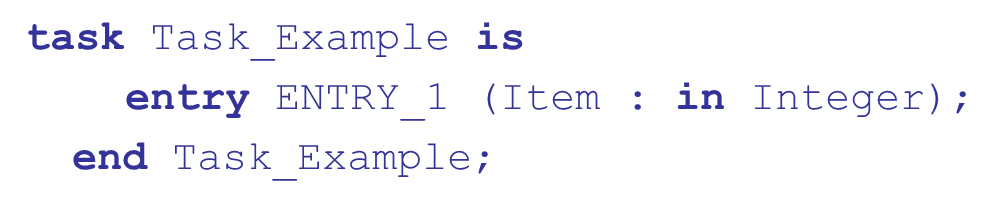 task Task_Example is
entry ENTRY_1 (Item : in Integer);
end Task_Example;